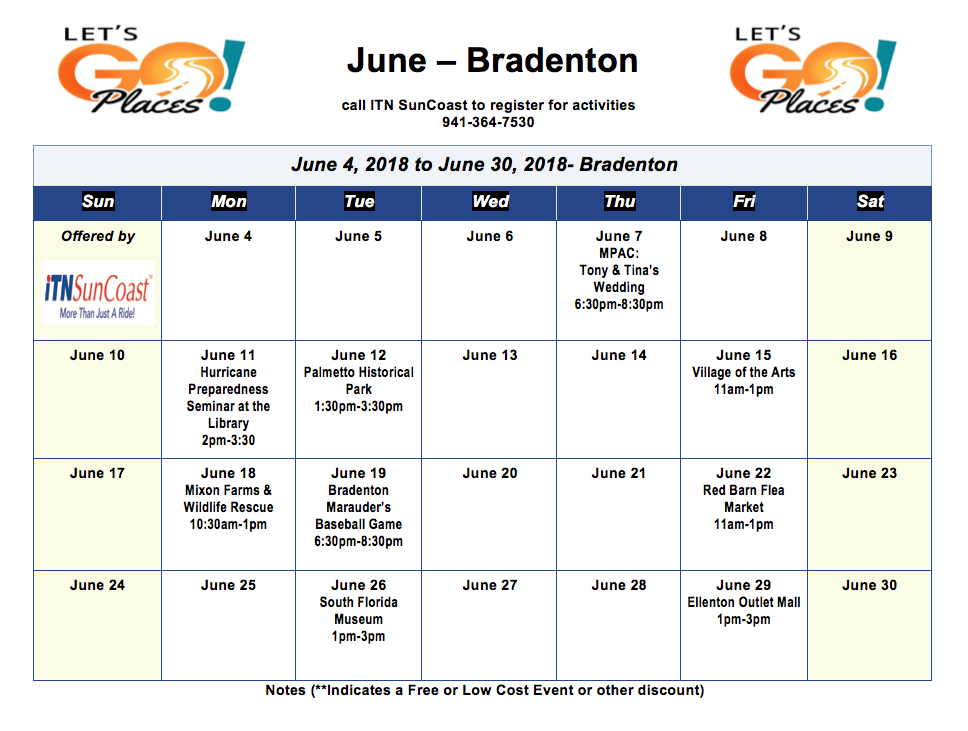 LET'S
GO!
Places
June – Bradenton
call ITN SunCoast to register for activities
941-364-7530
LET'S
GO!
Places
June 4, 2018 to June 30, 2018- Bradenton
Sun Mon Tue Wed Thu Fri Sat
Offered by
iTNSunCoast™
More Than Just A Ride!
June 4
June 5
June 6
June 7
MPAC:
Tony & Tina's
Wedding
6:30pm-8:30pm
June 8
June 9
June 10
June 11
Hurricane
Preparedness
Seminar at the
Library
2pm-3:30
June 12
Palmetto Historical
Park
1:30pm-3:30pm
June 13
June 14
June 15
Village of the Arts
11am-1pm
June 16
June 17
June 18
Mixon Farms &
Wildlife Rescue
10:30am-1pm
June 19
Bradenton
Marauder's
Baseball Game
6:30pm-8:30pm
June 20
June 21
June 22
Red Barn Flea
Market
11am-1pm
June 23
June 24
June 25
June 26
South Florida
Museum
1pm-3pm
June 27
June 28
June 29
Ellenton Outlet Mall
1pm-3pm
June 30
Notes (**Indicates a Free or Low Cost Event or other discount)